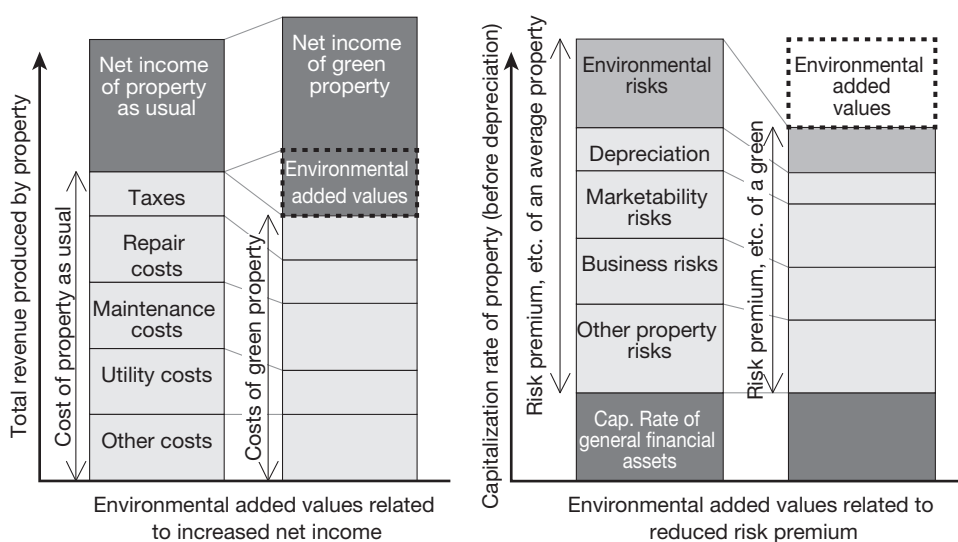 Total revenue produced by property
Net income
of property
as usual
Net income
of green
property
Environmental
added values
Cost of property as usual
Taxes
Repair
costs
Maintenance
costs
Utility costs
Other costs
Costs of green property
Environmental added values related
to increased net income
Capitalization rate of property (before depreciation)
Risk premium, etc. of an average property
Environmental
risks
Depreciation
Marketability
risks
Business risks
Other property
risks
Cap. Rate of
general financial
assets
Risk premium, etc. of a green
Environmental
added
values
Environmental added values related to
reduced risk premium